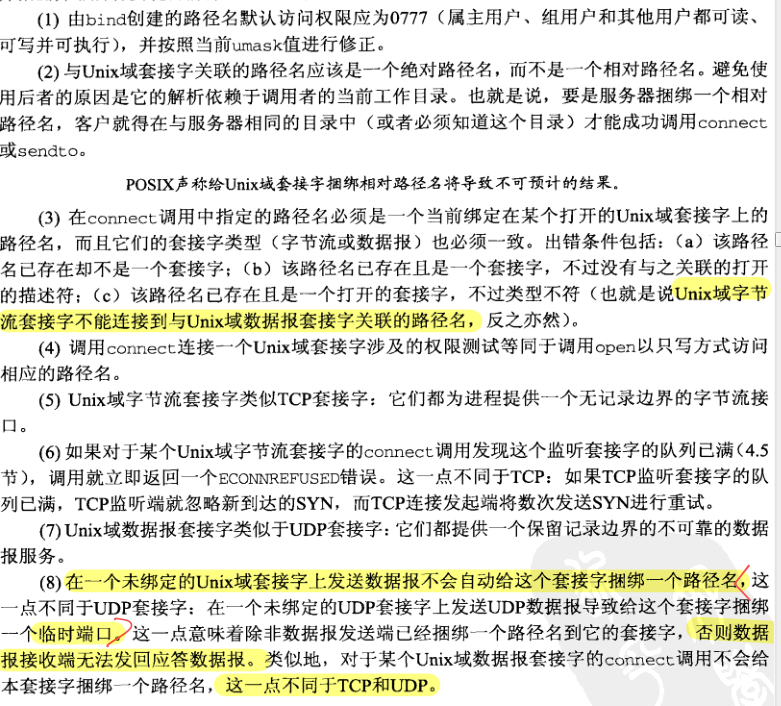 (1) 由bind创建的路径名默认访问权限应为0777（属主用户、组用户和其他用户都可读、
可写并可执行），并按照当前umask值进行修正。
(2) 与Unix域套接字关联的路径名应该是一个绝对路径名，而不是一个相对路径名。避免使
用后者的原因是它的解析依赖于调用者的当前工作目录。也就是说，要是服务器捆绑一个相对
路径名，客户就得在与服务器相同的目录中（或者必须知道这个目录）才能成功调用connect
或sendto。
POSIX声称给Unix域套接字捆绑相对路径名将导致不可预计的结果。
(3) 在connect调用中指定的路径名必须是一个当前绑定在某个打开的Unix域套接字上的
路径名，而且它们的套接字类型（字节流或数据报）也必须一致。出错条件包括：（a）该路径
名已存在却不是一个套接字；（b）该路径名已存在且是一个套接字，不过没有与之关联的打开
的描述符；（c）该路径名已存在且是一个打开的套接字，不过类型不符（也就是说Unix域字节
流套接字不能连接到与Unix域数据报套接字关联的路径名，反之亦然）。
(4) 调用connect连接一个Unix域套接字涉及的权限测试等同于调用open以只写方式访问
相应的路径名。
(5) Unix域字节流套接字类似TCP套接字：它们都为进程提供一个无记录边界的字节流接
口。
(6) 如果对于某个Unix域字节流套接字的connect调用发现这个监听套接字的队列已满（4.5
节），调用就立即返回一个ECONNREFUSED错误。这一点不同于TCP：如果TCP监听套接字的队
列已满，TCP监听端就忽略新到达的SYN，而TCP连接发起端将数次发送SYN进行重试。
(7) Unix域数据报套接字类似于UDP套接字：它们都提供一个保留记录边界的不可靠的数据
报服务。
(8) 在一个未绑定的Unix域套接字上发送数据报不会自动给这个套接字捆绑一个路径名，这
一点不同于UDP套接字：在一个未绑定的UDP套接字上发送UDP数据报导致给这个套接字捆绑
一个临时端口。这一点意味着除非数据报发送端已经捆绑一个路径名到它的套接字，否则数据
报接收端无法发回应答数据报。类似地，对于某个Unix域数据报套接字的connect调用不会给
本套接字捆绑一个路径名，这一点不同于TCP和UDP。